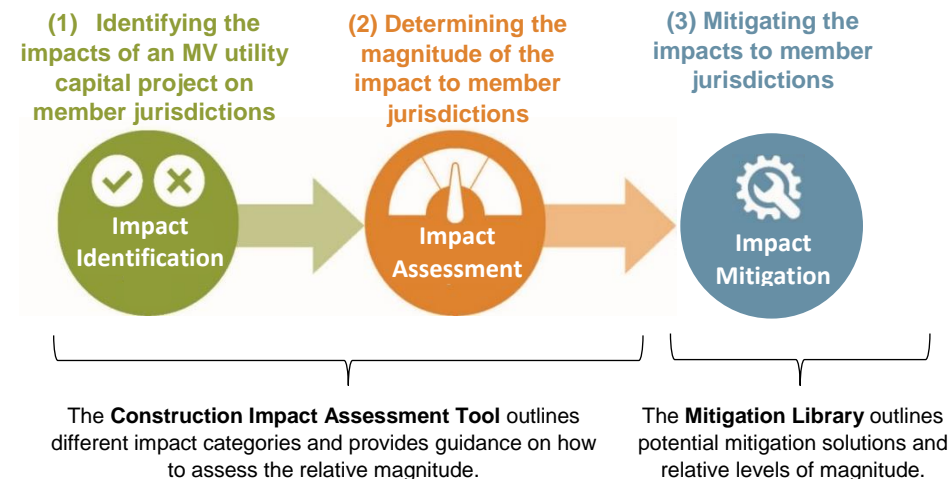 (1) Identifying the
impacts of an MV utility
capital project on
member jurisdictions
(2) Determining the
magnitude of the
impact to member
jurisdictions
(3) Mitigating the
impacts to member
jurisdictions
Impact
Identification
Impact
Assessment
Impact
Mitigation
The Construction Impact Assessment Tool outlines
different impact categories and provides guidance on how
to assess the relative magnitude.
The Mitigation Library outlines
potential mitigation solutions and
relative levels of magnitude.